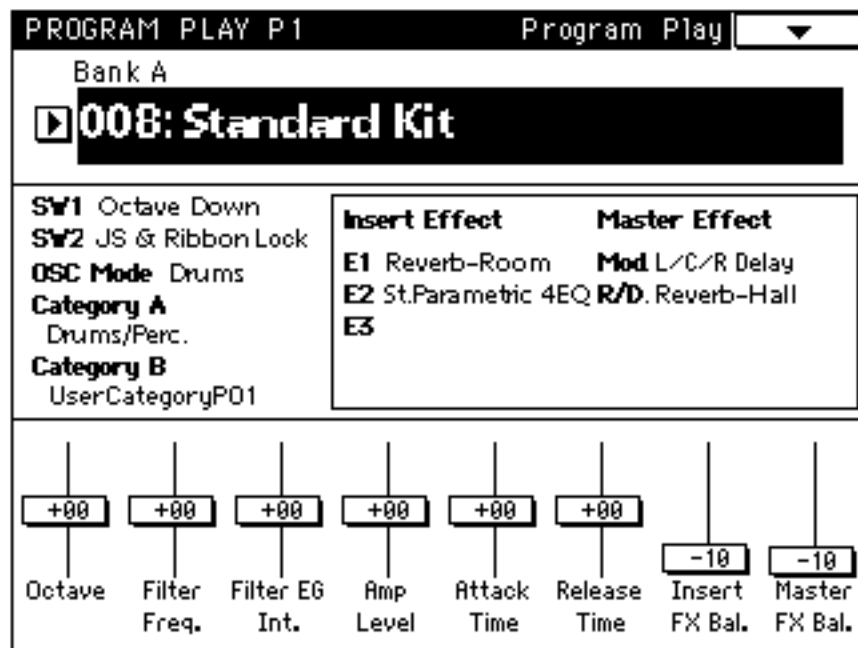 PROGRAM PLAY P1 Program Play
Bank A
008: Standard Kit
SW1 Octave Down
SW2 JS & Ribbon Lock
OSC Mode Drums
Category A
Drums/Perc.
Category B
UserCategoryP01
Insert Effect Master Effect
E1 Reverb-Room Mod. L/C/R Delay
E2 St.Parametric 4EQ R/D. Reverb-Hall
E3
+00 +00 +00 +00 +00 +00 -10 -10
Octave Filter Filter EG Amp Attack Release Insert Master
Freq. Int. Level Time Time FX Bal. FX Bal.